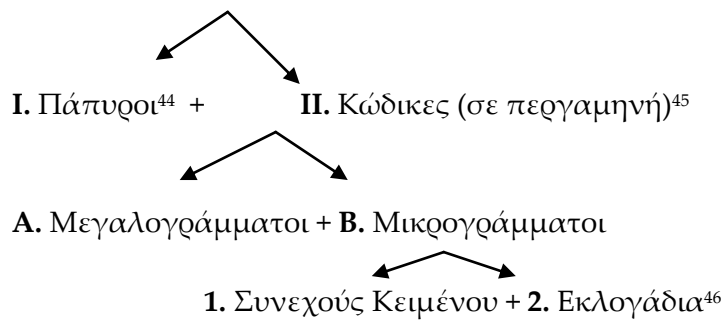 I. Πάπυροι⁴⁴ + II. Κώδικες (σε περγαμηνή)⁴⁵
A. Μεγαλογράμματοι + B. Μικρογράμματοι
1. Συνεχούς Κειμένου + 2. Εκλογάδια⁴⁶